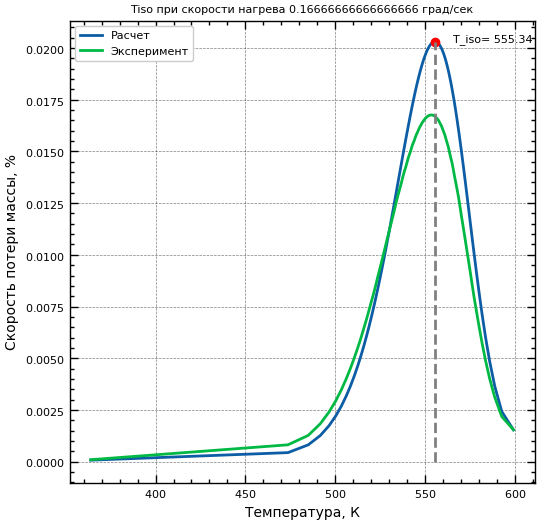 Tiso при скорости нагрева 0.16666666666666666 град/сек
Расчет
Эксперимент
T_iso= 555.34
0.0200
0.0175
0.0150
0.0125
0.0100
0.0075
0.0050
0.0025
0.0000
Скорость потери массы, %
400 450 500 550 600
Температура, К